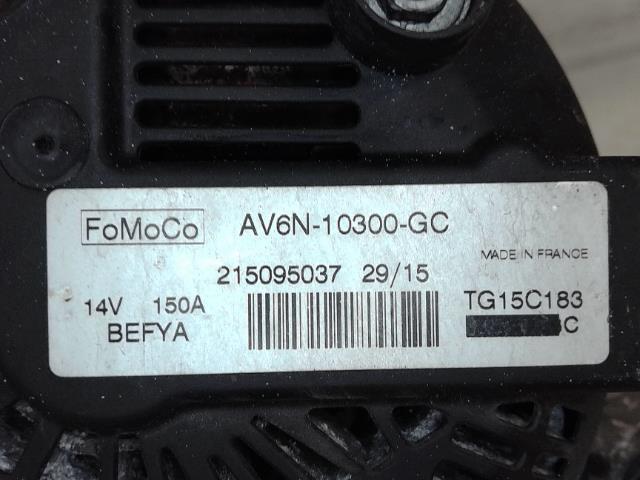 FoMoCo AV6N-10300-GC
MADE IN FRANCE
215095037 29/15
14V 150A TG15C183
BEFYA C